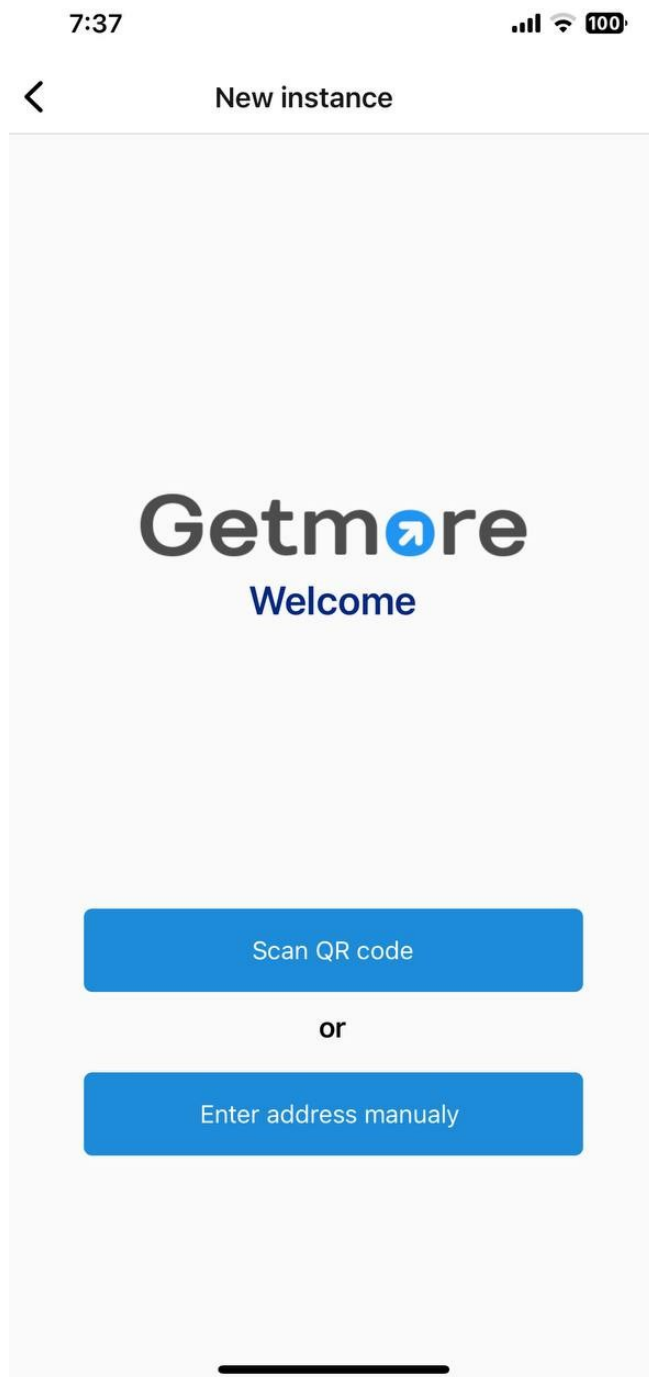 7:37
100
New instance
Getmore
Welcome
Scan QR code
or
Enter address manualy